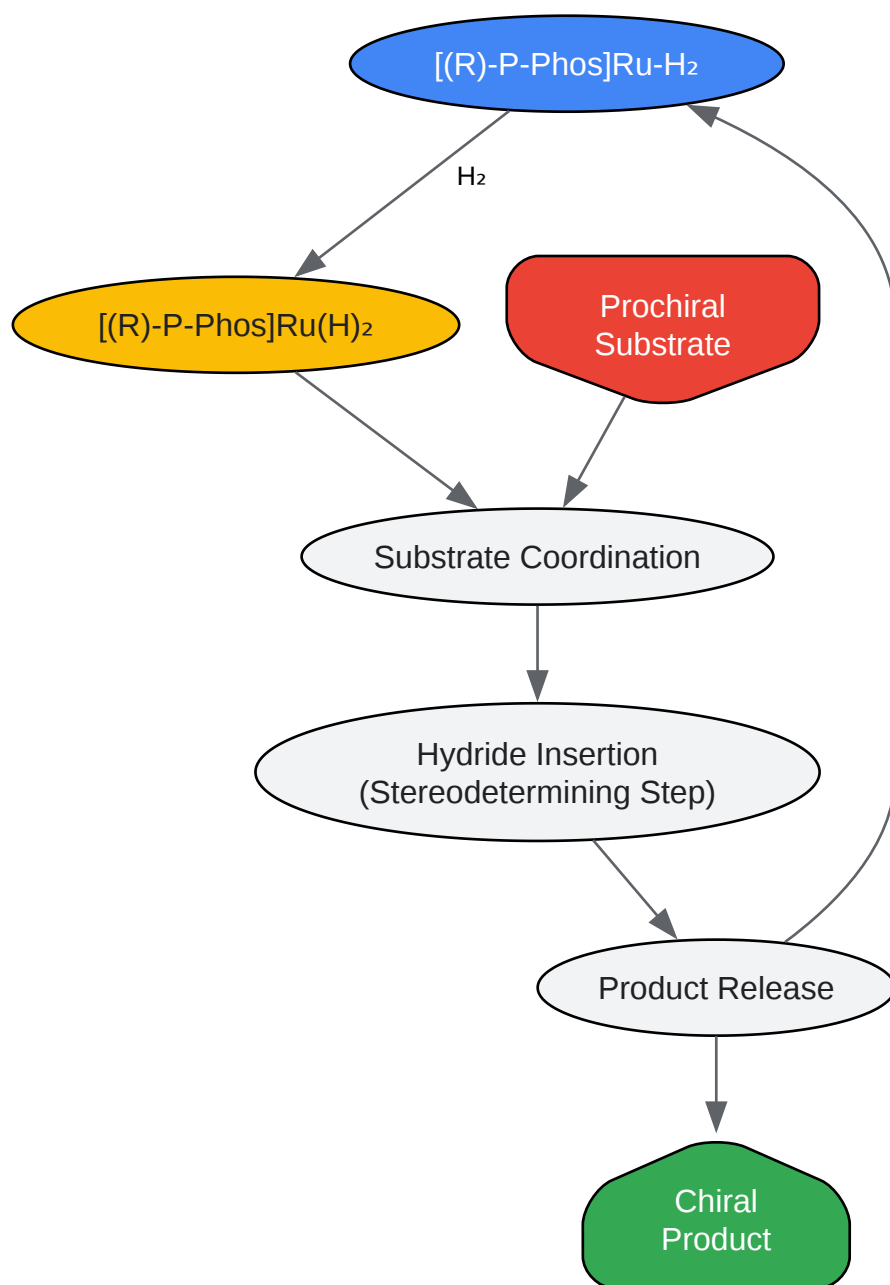 [(R)-P-Phos]Ru-H₂
H₂
[(R)-P-Phos]Ru(H)₂
Prochiral
Substrate
Substrate Coordination
Hydride Insertion
(Stereodetermining Step)
Product Release
Chiral
Product